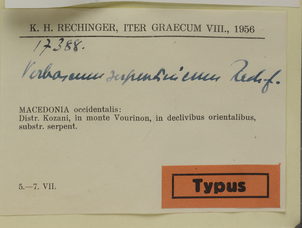 K. H. RECHINGER, ITER GRAECUM VIII., 1956
17388.
Verbascum serpentinicum Rech. f.
MACEDONIA occidentalis:
Distr. Kozani, in monte Vourinon, in declivibus orientalibus,
substr. serpent.
5.—7. VII.
Typus